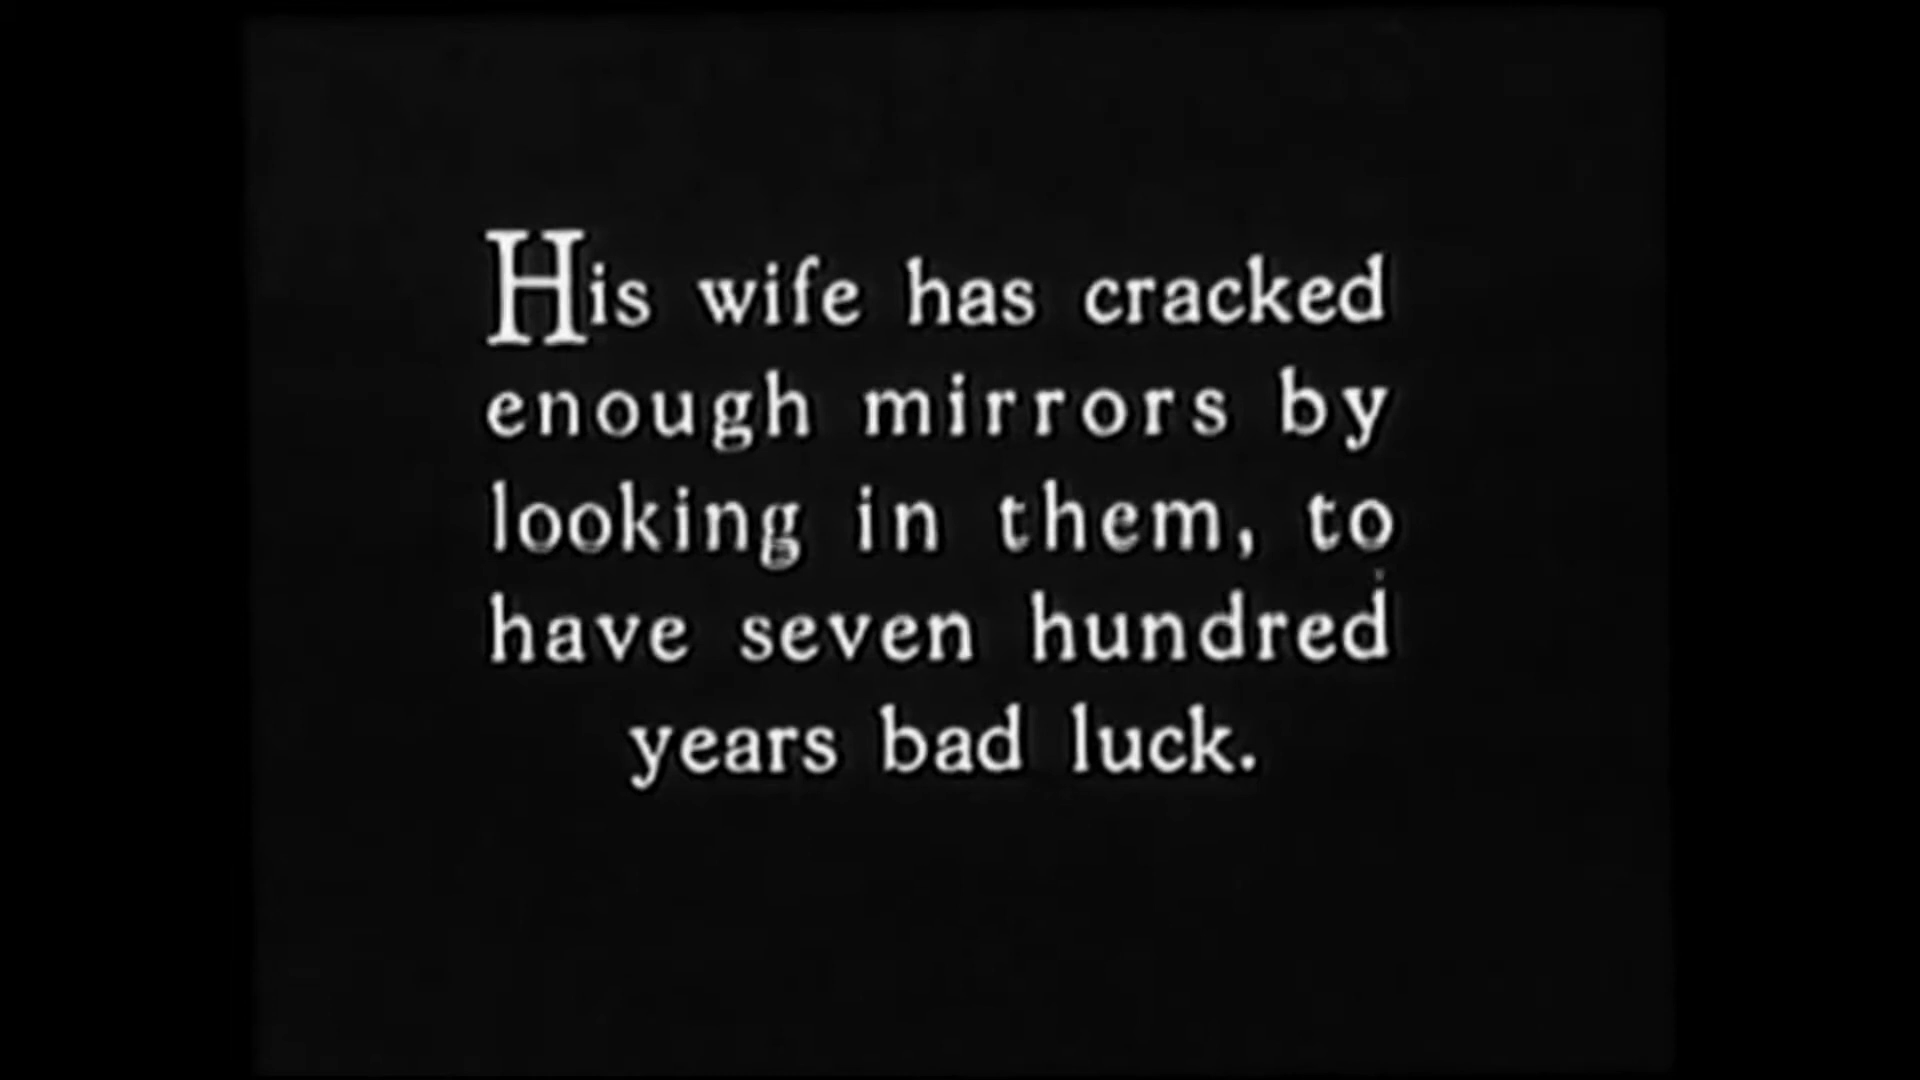 His wife has cracked
enough mirrors by
looking in them, to
have seven hundred
years bad luck.